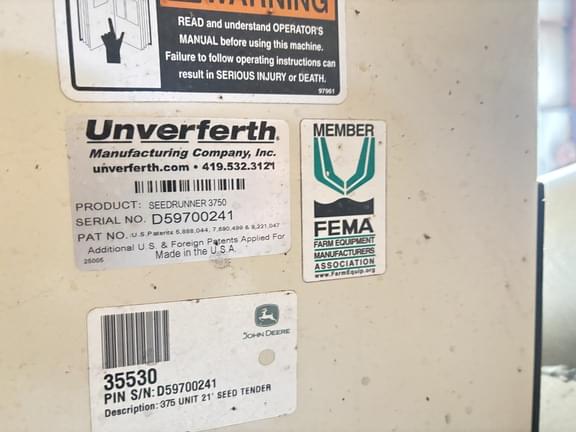 WARNING
READ and understand OPERATOR'S
MANUAL before using this machine.
Failure to follow operating instructions can
result in SERIOUS INJURY or DEATH.
97961
Unverferth
Manufacturing Company, Inc.
unverferth.com • 419.532.3121
PRODUCT: SEEDRUNNER 3750
SERIAL NO. D59700241
PAT NO. U.S. Patents 5,888,044, 7,690,499 & 8,221,047
Additional U.S. & Foreign Patents Applied For
Made in the U.S.A.
25005
MEMBER
FEMA
FARM EQUIPMENT
MANUFACTURERS
ASSOCIATION
www.FarmEquip.org
JOHN DEERE
35530
PIN S/N: D59700241
Description: 375 UNIT 21' SEED TENDER